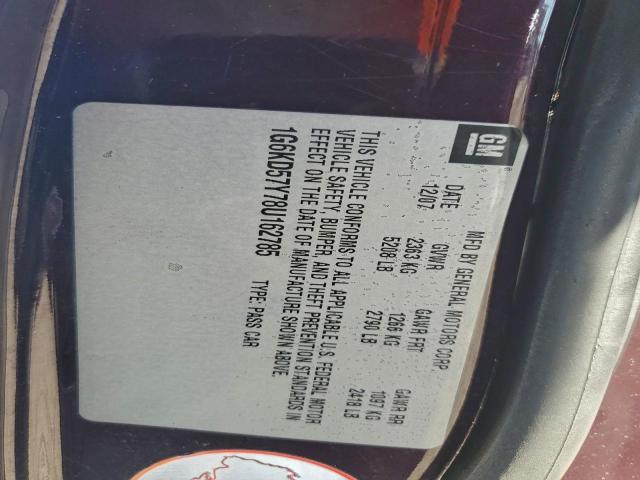 GM
MFD BY GENERAL MOTORS CORP
DATE GVWR GAWR FRT GAWR RR
12/07 2363 KG 1266 KG 1097 KG
5208 LB 2790 LB 2418 LB
THIS VEHICLE CONFORMS TO ALL APPLICABLE U.S. FEDERAL MOTOR
VEHICLE SAFETY, BUMPER, AND THEFT PREVENTION STANDARDS IN
EFFECT ON THE DATE OF MANUFACTURE SHOWN ABOVE.
1G6KD57Y78U162785 TYPE: PASS CAR